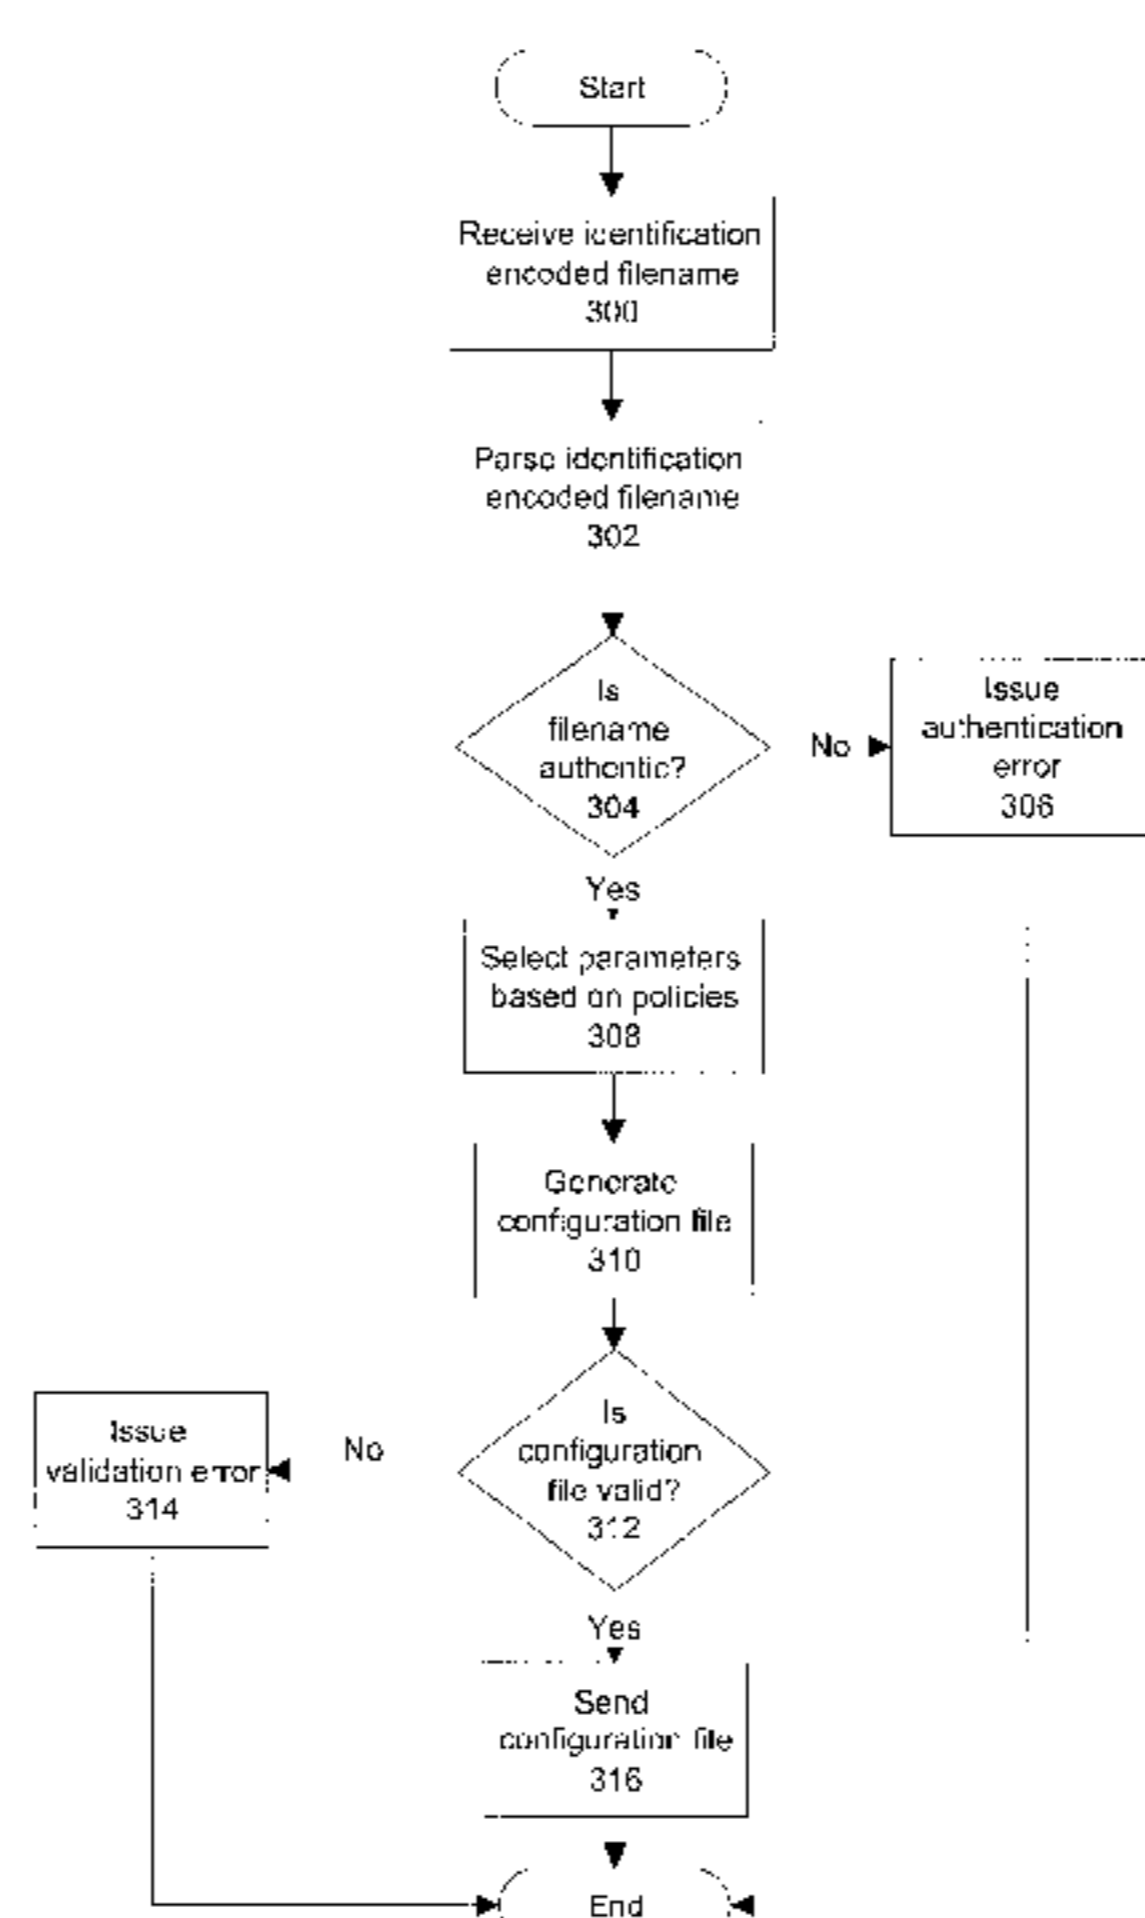 Start
Receive identification
encoded filename
300
Parse identification
encoded filename
302
Is
filename
authentic?
304
No
Issue
authentication
error
306
Yes
Select parameters
based on policies
308
Generate
configuration file
310
Is
configuration
file valid?
312
No
Issue
validation error
314
Yes
Send
configuration file
316
End